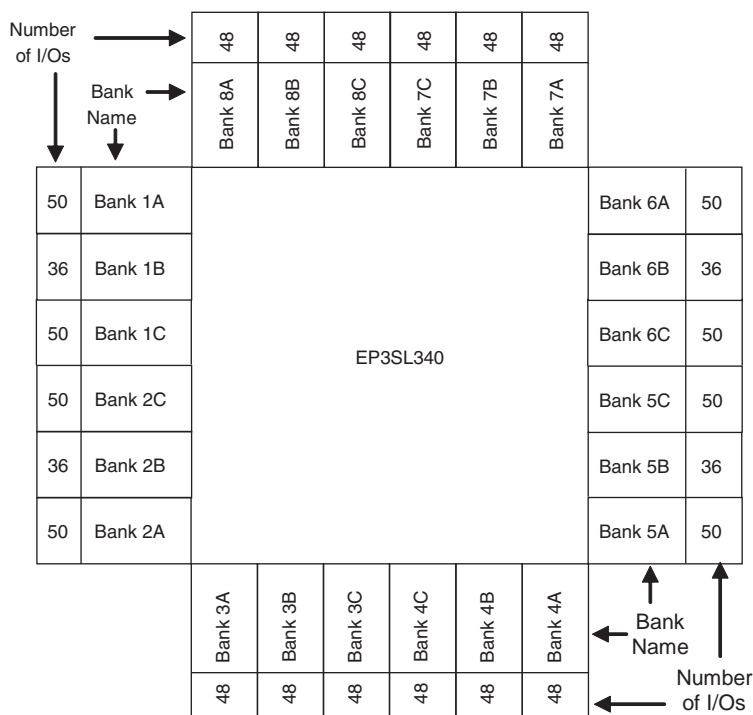 Number
of I/Os
48 48 48 48 48 48
Bank
Name
Bank 8A Bank 8B Bank 8C Bank 7C Bank 7B Bank 7A
50 Bank 1A
36 Bank 1B
50 Bank 1C
50 Bank 2C
36 Bank 2B
50 Bank 2A
EP3SL340
Bank 6A 50
Bank 6B 36
Bank 6C 50
Bank 5C 50
Bank 5B 36
Bank 5A 50
Bank 3A Bank 3B Bank 3C Bank 4C Bank 4B Bank 4A
Bank
Name
48 48 48 48 48 48
Number
of I/Os